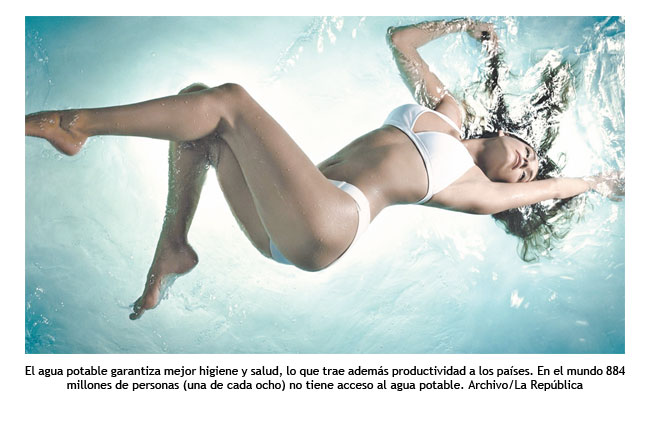 El agua potable garantiza mejor higiene y salud, lo que trae además productividad a los países. En el mundo 884
millones de personas (una de cada ocho) no tiene acceso al agua potable. Archivo/La República